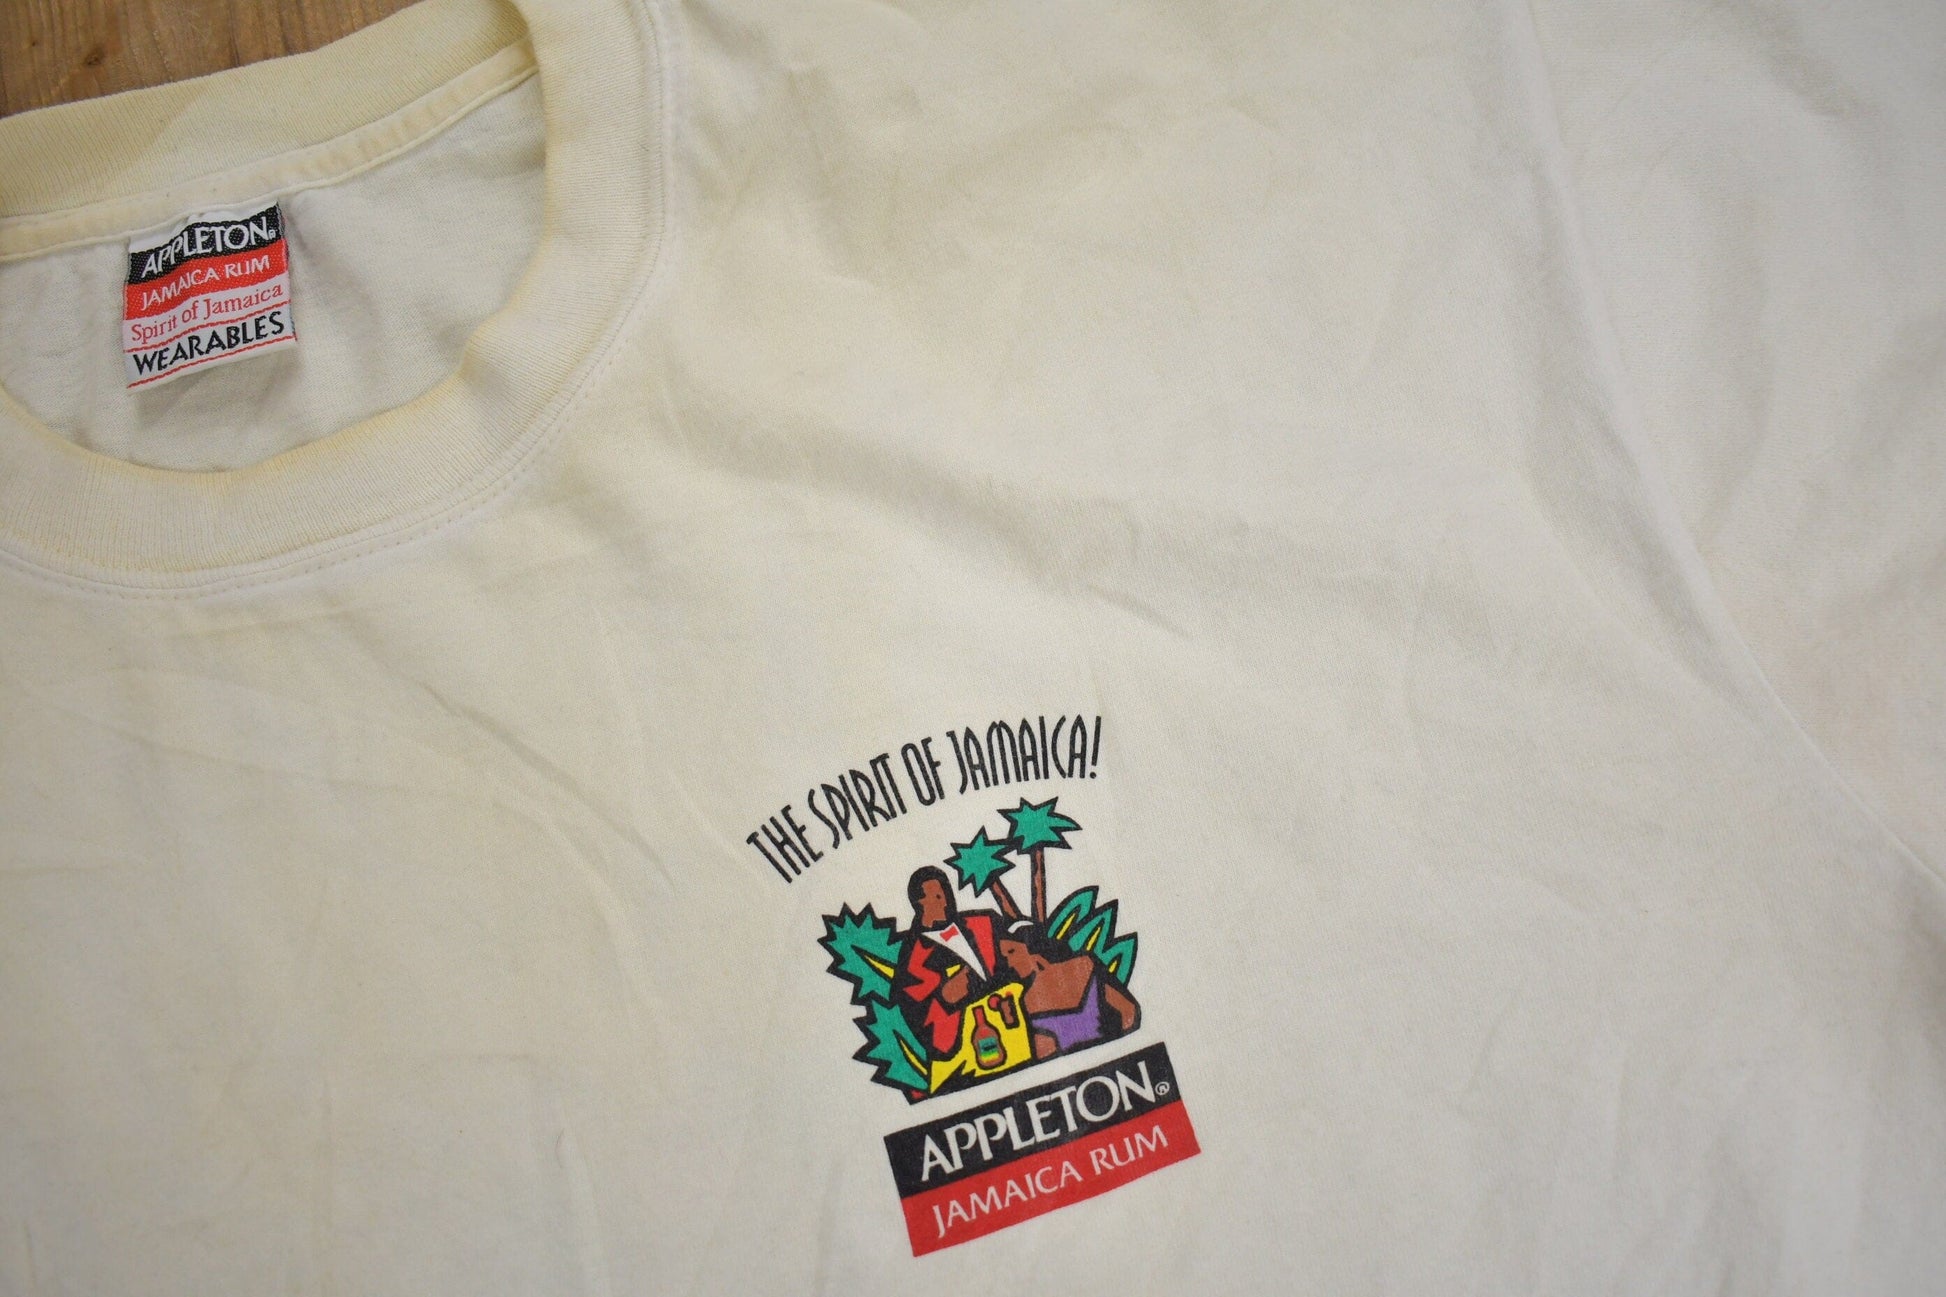 APPLETON®
JAMAICA RUM
Spirit of Jamaica
WEARABLES
THE SPIRIT OF JAMAICA!
APPLETON®
JAMAICA RUM